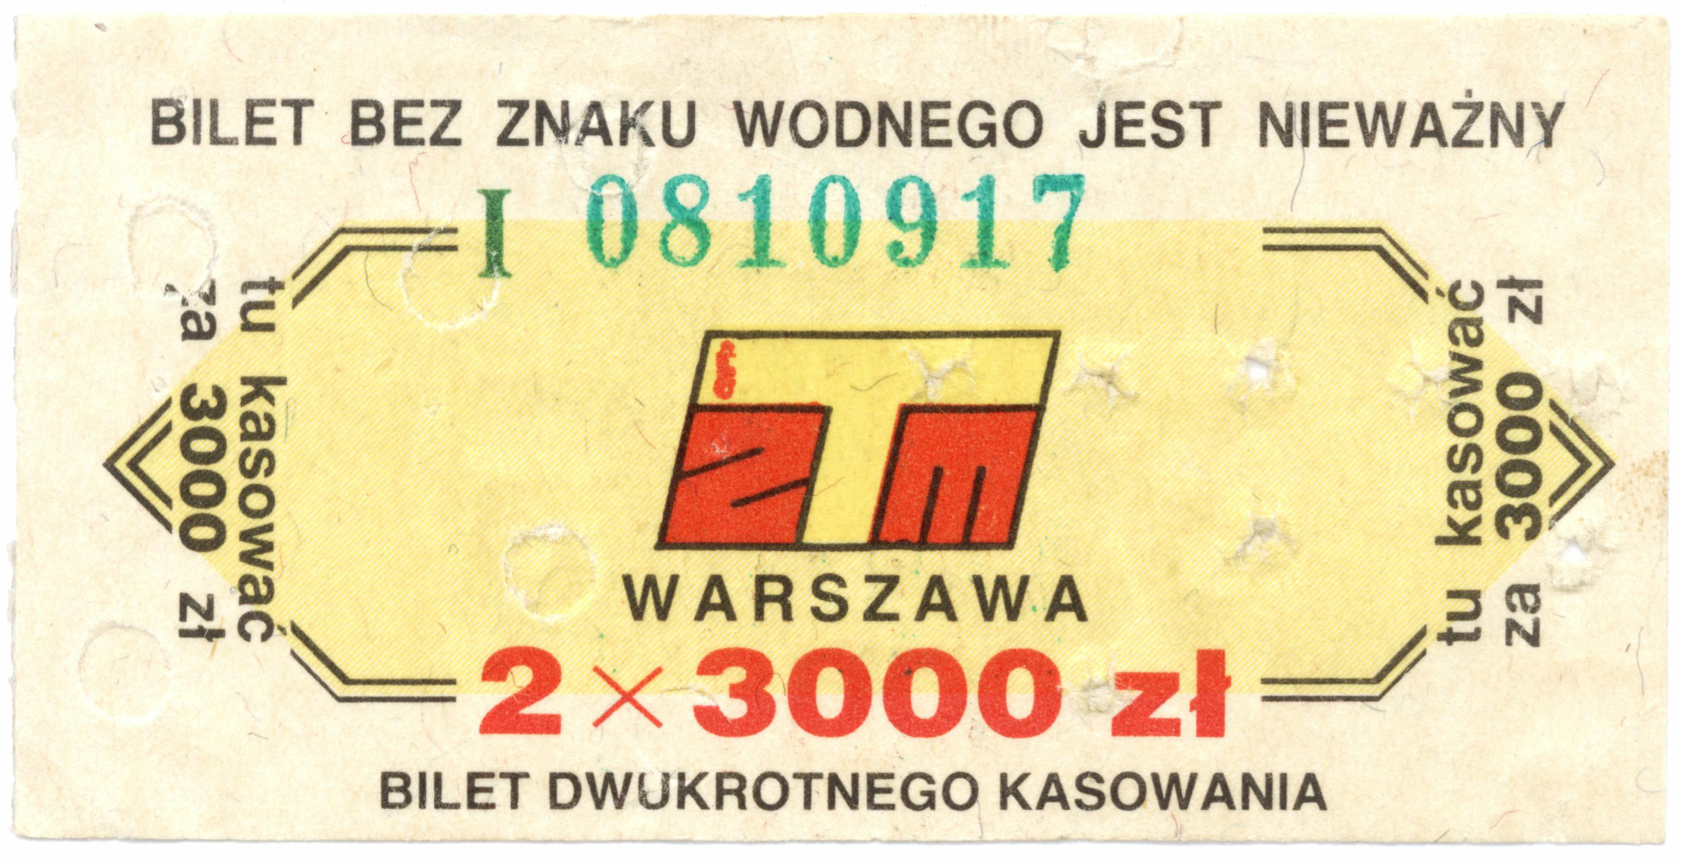 BILET BEZ ZNAKU WODNEGO JEST NIEWAŻNY
I 0810917
tu kasować
za 3000 zł
ZTM
WARSZAWA
2 × 3000 zł
tu kasować
za 3000 zł
BILET DWUKROTNEGO KASOWANIA